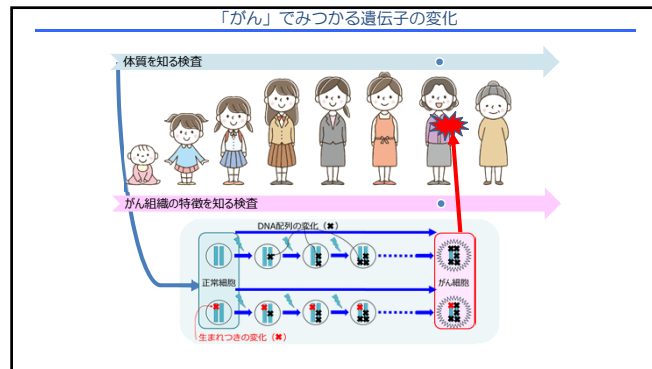 「がん」でみつかる遺伝子の変化
体質を知る検査
がん組織の特徴を知る検査
DNA配列の変化（✖）
正常細胞
がん細胞
生まれつきの変化（✖）